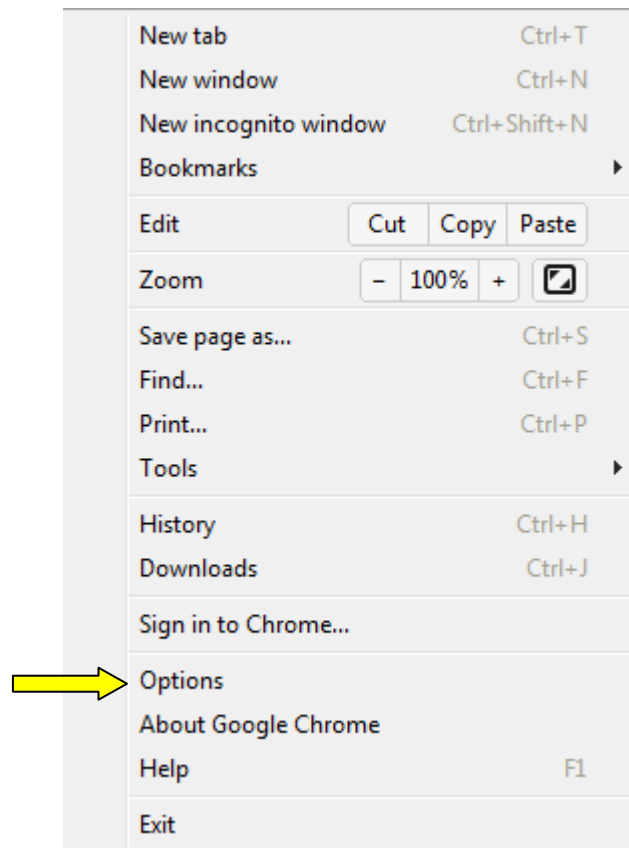 New tab Ctrl+T
New window Ctrl+N
New incognito window Ctrl+Shift+N
Bookmarks
Edit Cut Copy Paste
Zoom − 100% +
Save page as... Ctrl+S
Find... Ctrl+F
Print... Ctrl+P
Tools
History Ctrl+H
Downloads Ctrl+J
Sign in to Chrome...
Options
About Google Chrome
Help F1
Exit